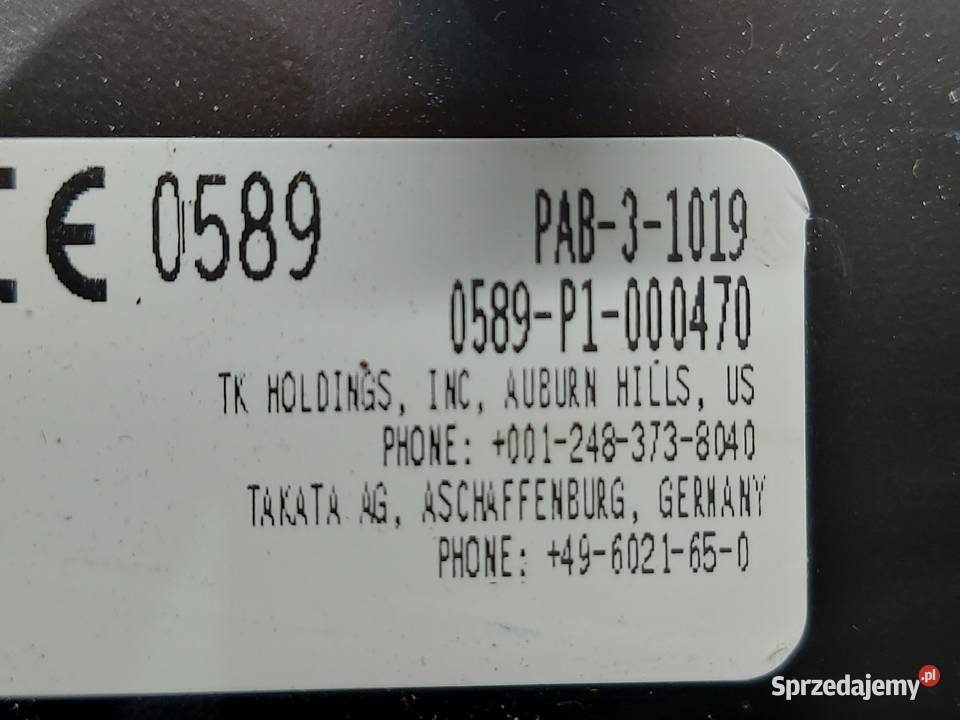 CE 0589
PAB-3-1019
0589-P1-000470
TK HOLDINGS, INC, AUBURN HILLS, US
PHONE: +001-248-373-8040
TAKATA AG, ASCHAFFENBURG, GERMANY
PHONE: +49-6021-65-0
Sprzedajemy.pl